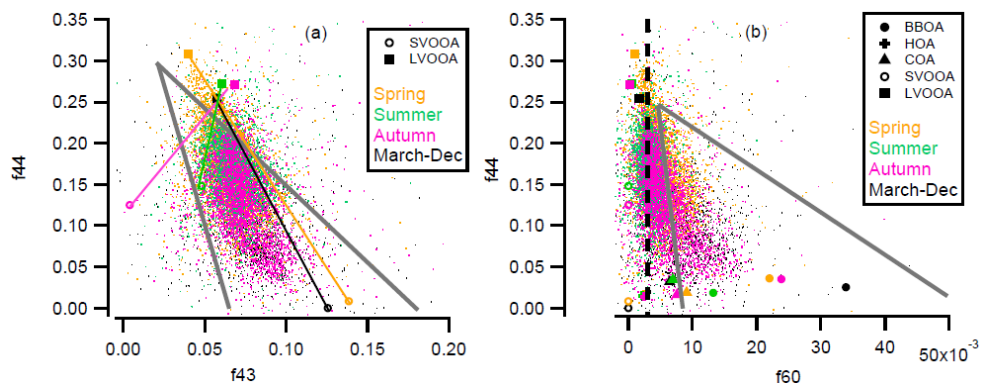 (a)
SVOOA
LVOOA
Spring
Summer
Autumn
March-Dec
0.35
0.30
0.25
0.20
0.15
0.10
0.05
0.00
f44
0.00 0.05 0.10 0.15 0.20
f43
(b)
BBOA
HOA
COA
SVOOA
LVOOA
Spring
Summer
Autumn
March-Dec
0.35
0.30
0.25
0.20
0.15
0.10
0.05
0.00
f44
0 10 20 30 40 50x10⁻³
f60